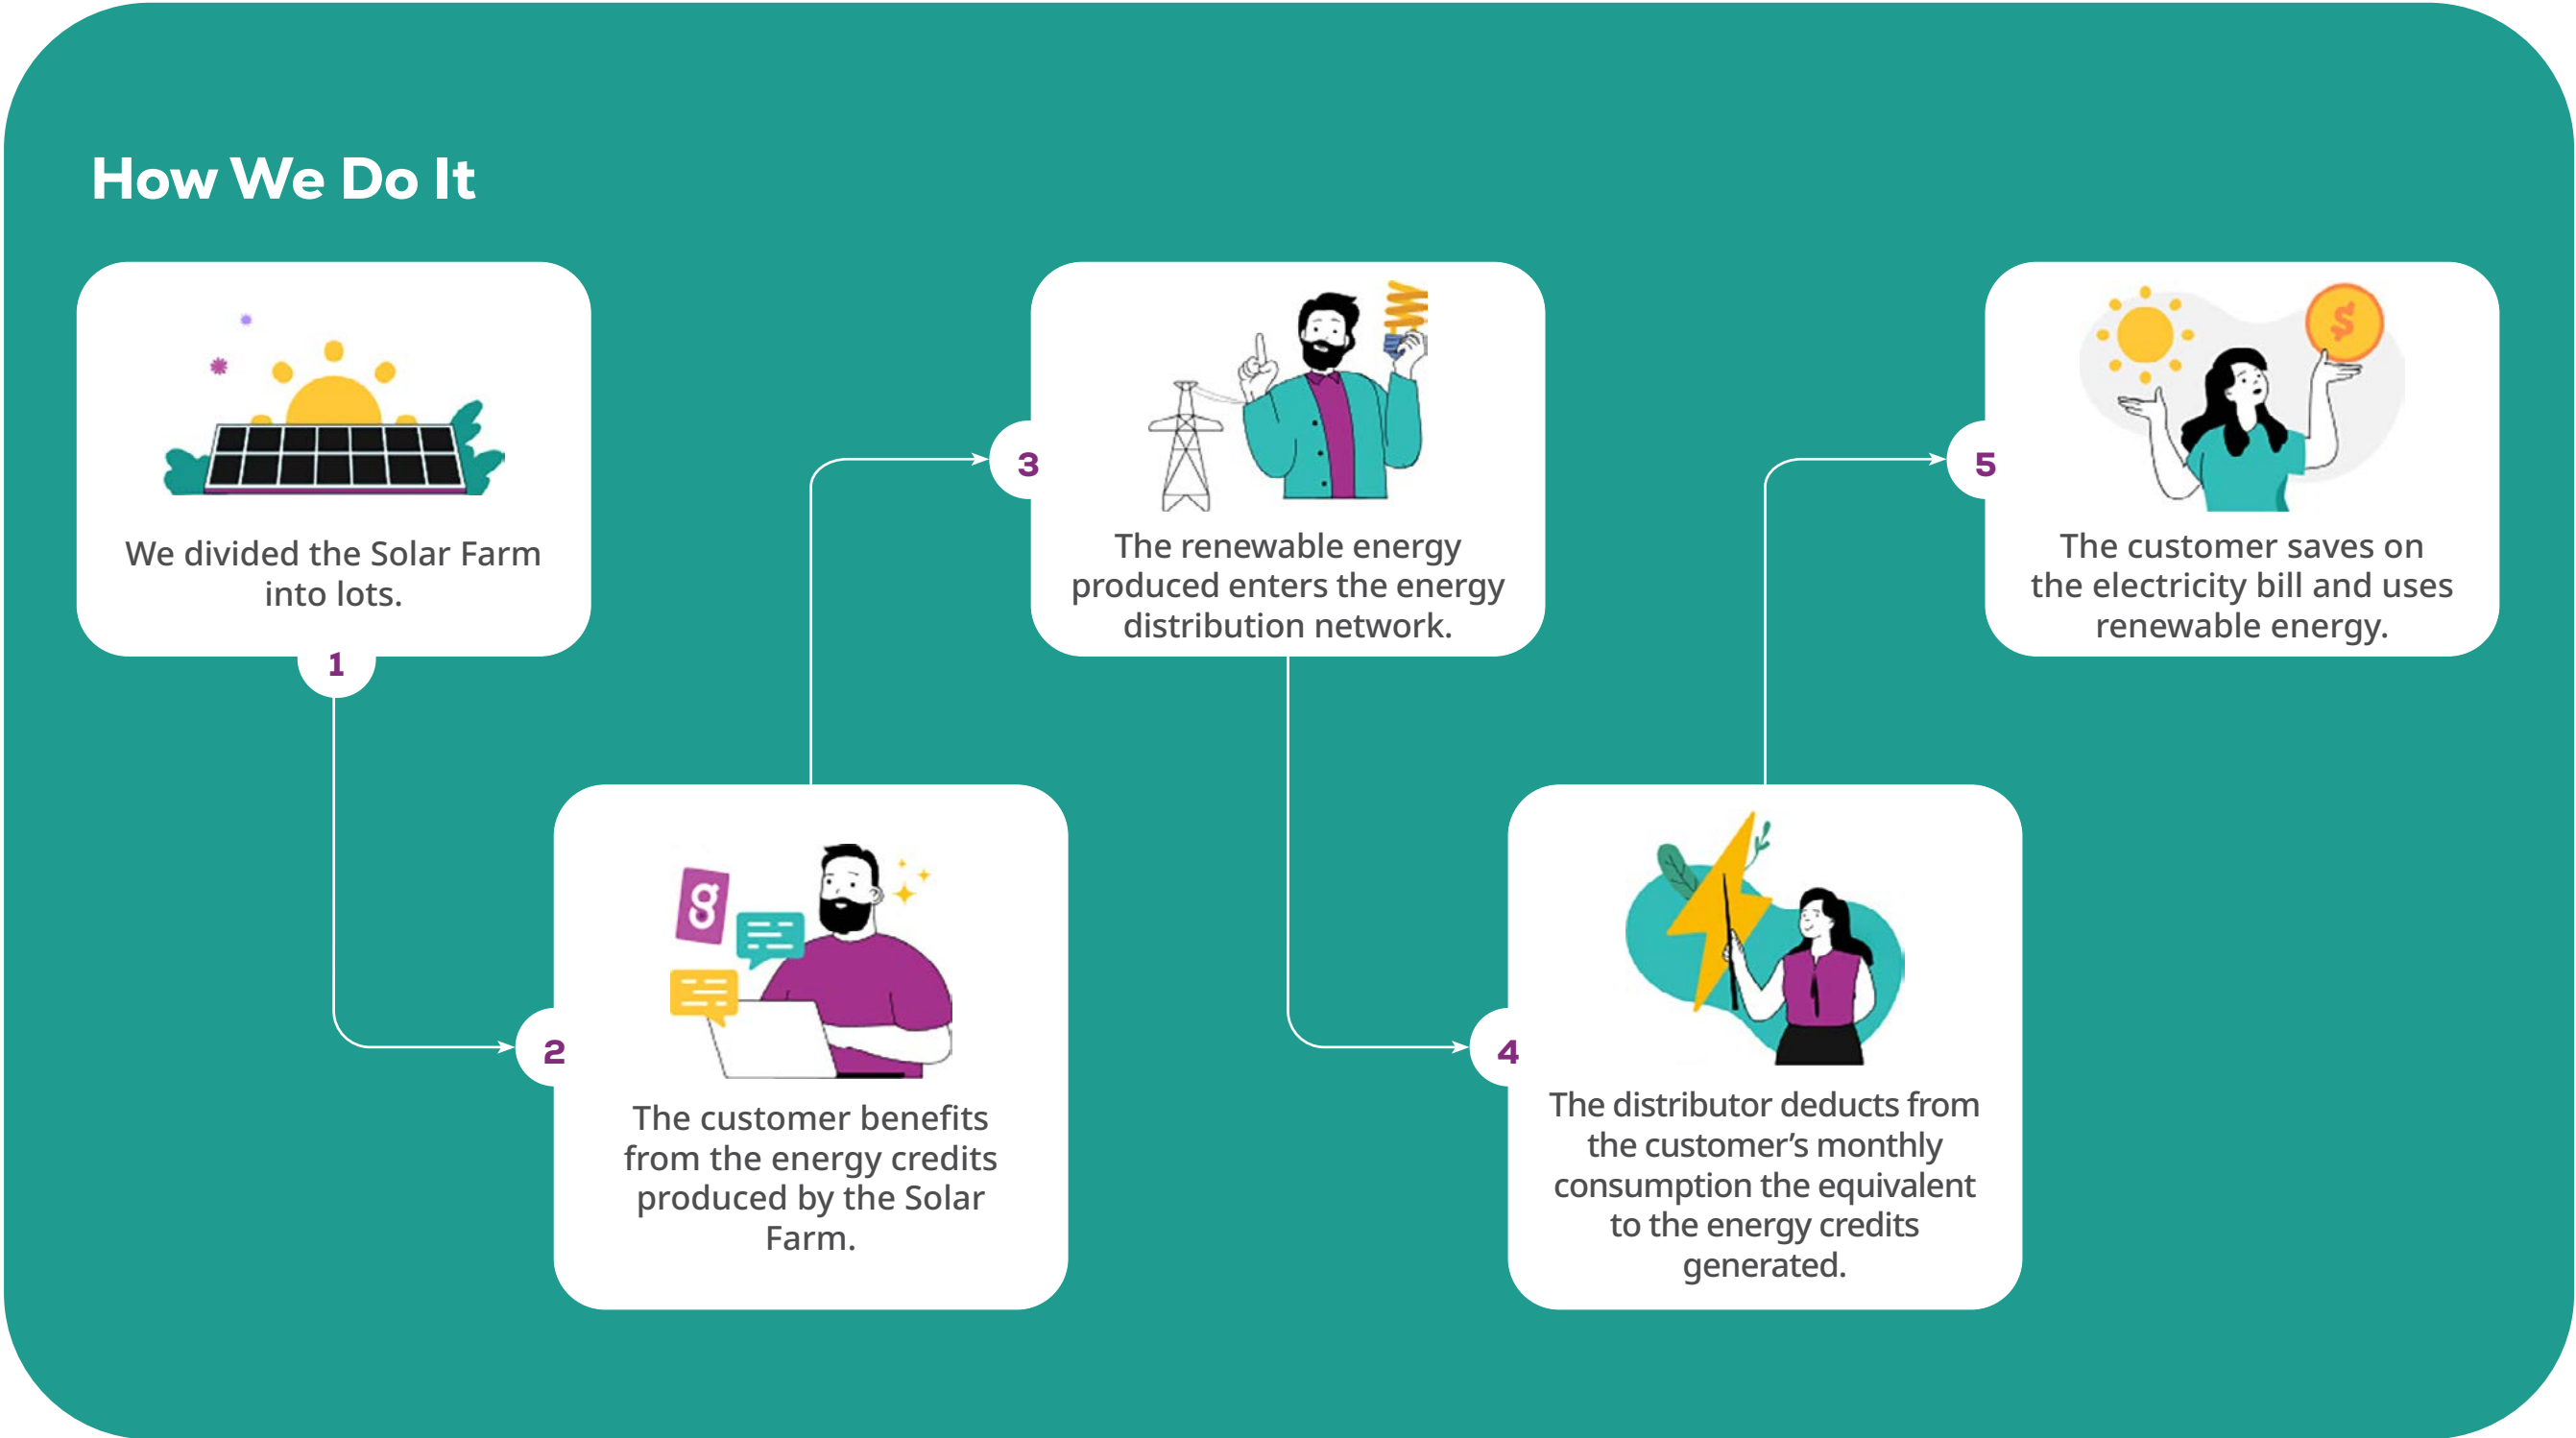 How We Do It
We divided the Solar Farm
into lots.
1
2
g
The customer benefits
from the energy credits
produced by the Solar
Farm.
3
The renewable energy
produced enters the energy
distribution network.
4
The distributor deducts from
the customer’s monthly
consumption the equivalent
to the energy credits
generated.
5
$
The customer saves on
the electricity bill and uses
renewable energy.